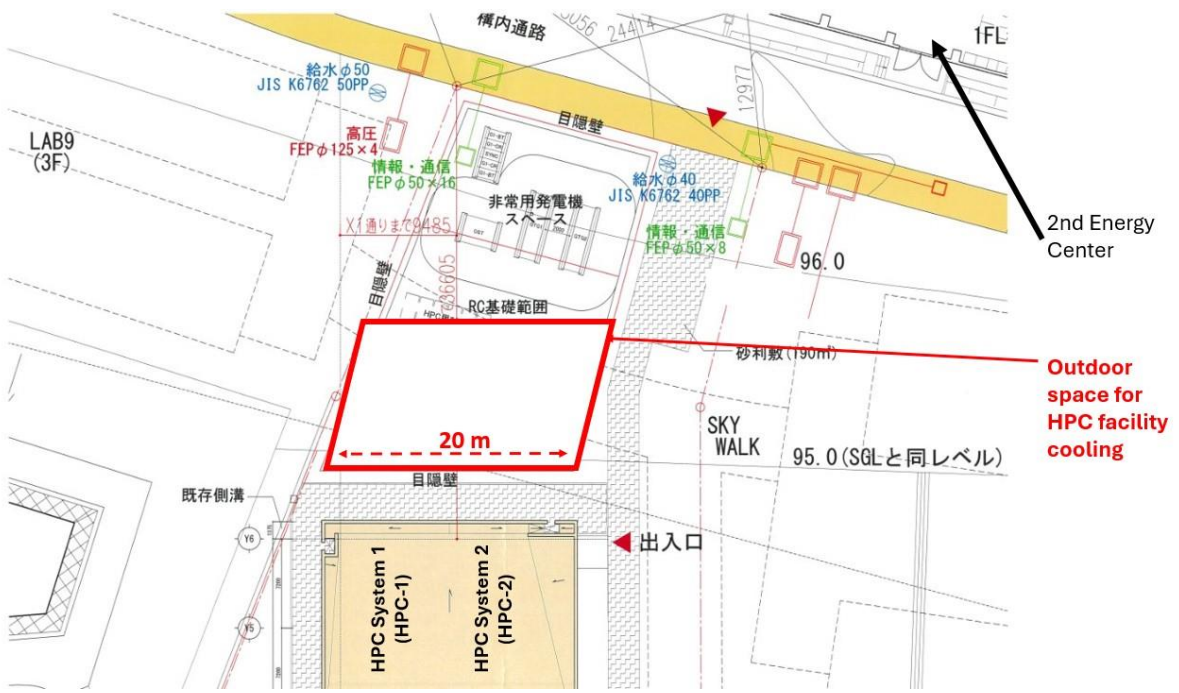 構内通路
24414
1FL
給水φ50
JIS K6762 50PP
12977
LAB9
(3F)
高圧
FEPφ125×4
目隠壁
情報・通信
FEPφ50×16
給水φ40
JIS K6762 40PP
非常用発電機
スペース
X1通りまで9485
情報・通信
FEPφ50×8
2nd Energy
Center
96.0
目隠壁
36605
RC基礎範囲
砂利敷(190㎡)
Outdoor
space for
HPC facility
cooling
20 m
SKY
WALK
95.0(SGLと同レベル)
目隠壁
既存側溝
Y6
出入口
HPC System 1
(HPC-1)
HPC System 2
(HPC-2)
Y5